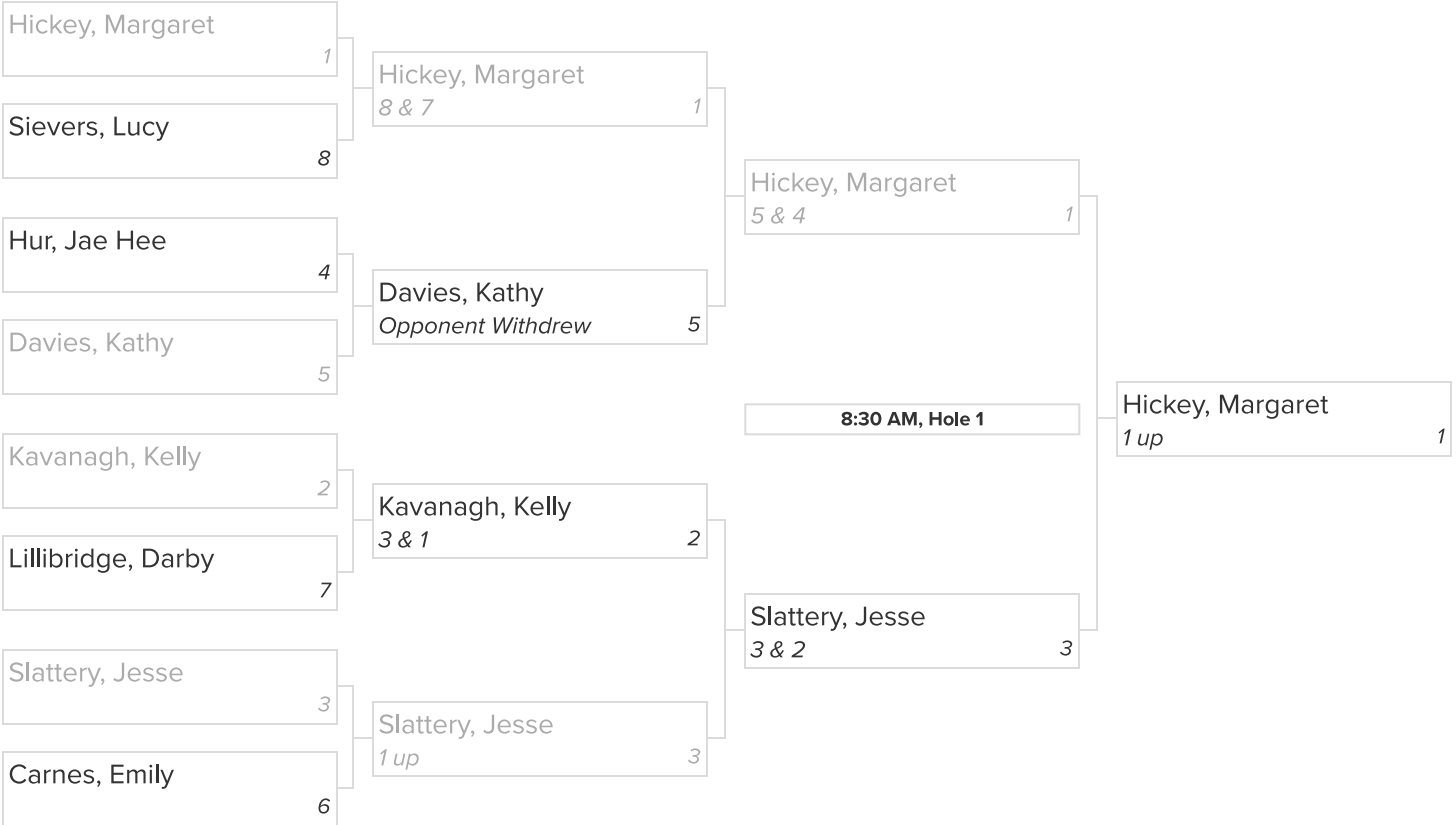 Hickey, Margaret
1
Sievers, Lucy
8
Hur, Jae Hee
4
Davies, Kathy
5
Kavanagh, Kelly
2
Lillibridge, Darby
7
Slattery, Jesse
3
Carnes, Emily
6
Hickey, Margaret
8 & 7 1
Davies, Kathy
Opponent Withdrew 5
Kavanagh, Kelly
3 & 1 2
Slattery, Jesse
1 up 3
Hickey, Margaret
5 & 4 1
8:30 AM, Hole 1
Slattery, Jesse
3 & 2 3
Hickey, Margaret
1 up 1